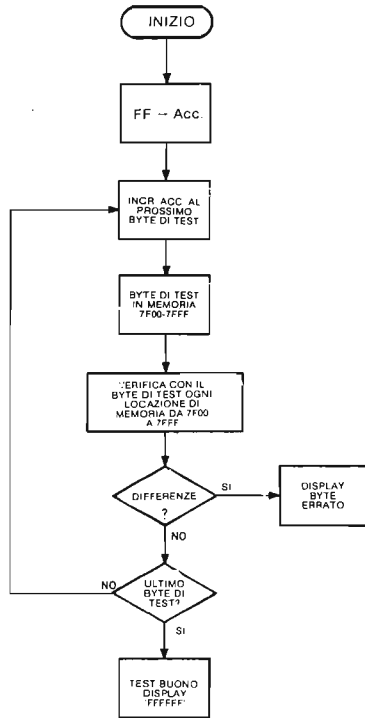 INIZIO
FF – Acc.
INCR ACC AL
PROSSIMO
BYTE DI TEST
BYTE DI TEST
IN MEMORIA
7F00-7FFF
VERIFICA CON IL
BYTE DI TEST OGNI
LOCAZIONE DI
MEMORIA DA 7F00
A 7FFF
DIFFERENZE
?
SI
DISPLAY
BYTE
ERRATO
NO
NO
ULTIMO
BYTE DI
TEST?
SI
TEST BUONO
DISPLAY
'FFFFFF'